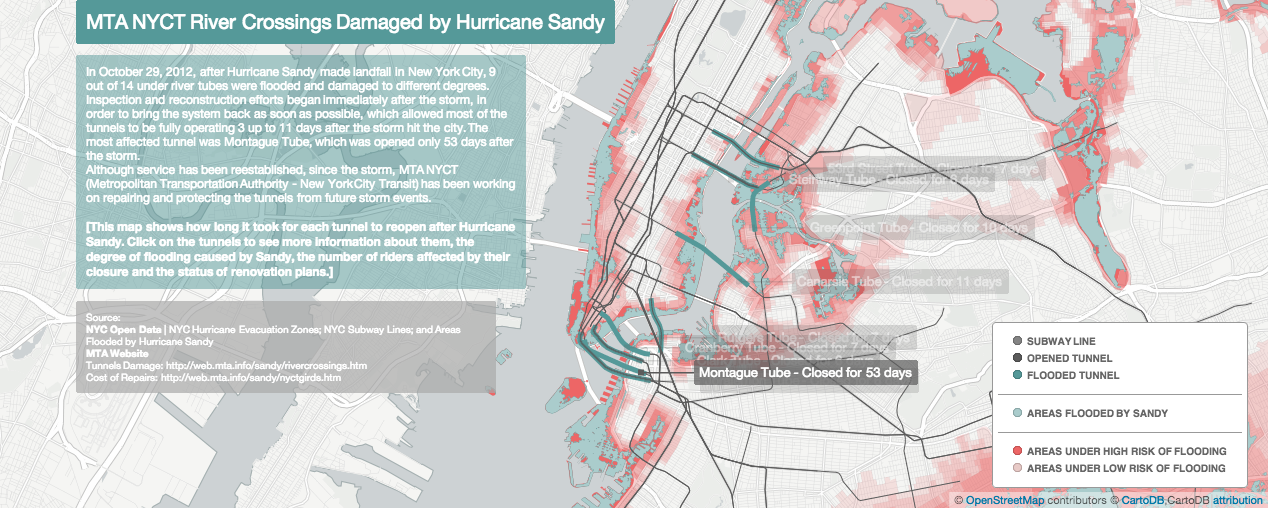 MTA NYCT River Crossings Damaged by Hurricane Sandy
In October 29, 2012, after Hurricane Sandy made landfall in New York City, 9
out of 14 under river tubes were flooded and damaged to different degrees.
Inspection and reconstruction efforts began immediately after the storm, in
order to bring the system back as soon as possible, which allowed most of the
tunnels to be fully operating 3 up to 11 days after the storm hit the city. The
most affected tunnel was Montague Tube, which was opened only 53 days after
the storm.
Although service has been reestablished, since the storm, MTA NYCT
(Metropolitan Transportation Authority - New York City Transit) has been working
on repairing and protecting the tunnels from future storm events.
[This map shows how long it took for each tunnel to reopen after Hurricane
Sandy. Click on the tunnels to see more information about them, the
degree of flooding caused by Sandy, the number of riders affected by their
closure and the status of renovation plans.]
Source:
NYC Open Data | NYC Hurricane Evacuation Zones; NYC Subway Lines; and Areas
Flooded by Hurricane Sandy
MTA Website
Tunnels Damage: http://web.mta.info/sandy/rivercrossings.htm
Cost of Repairs: http://web.mta.info/sandy/nyctgirds.htm
53rd Street Tube - Closed for 7 days
Steinway Tube - Closed for 8 days
Greenpoint Tube - Closed for 10 days
Canarsie Tube - Closed for 11 days
Cranberry Tube - Closed for 7 days
Montague Tube - Closed for 53 days
SUBWAY LINE
OPENED TUNNEL
FLOODED TUNNEL
AREAS FLOODED BY SANDY
AREAS UNDER HIGH RISK OF FLOODING
AREAS UNDER LOW RISK OF FLOODING
© OpenStreetMap contributors © CartoDB, CartoDB attribution